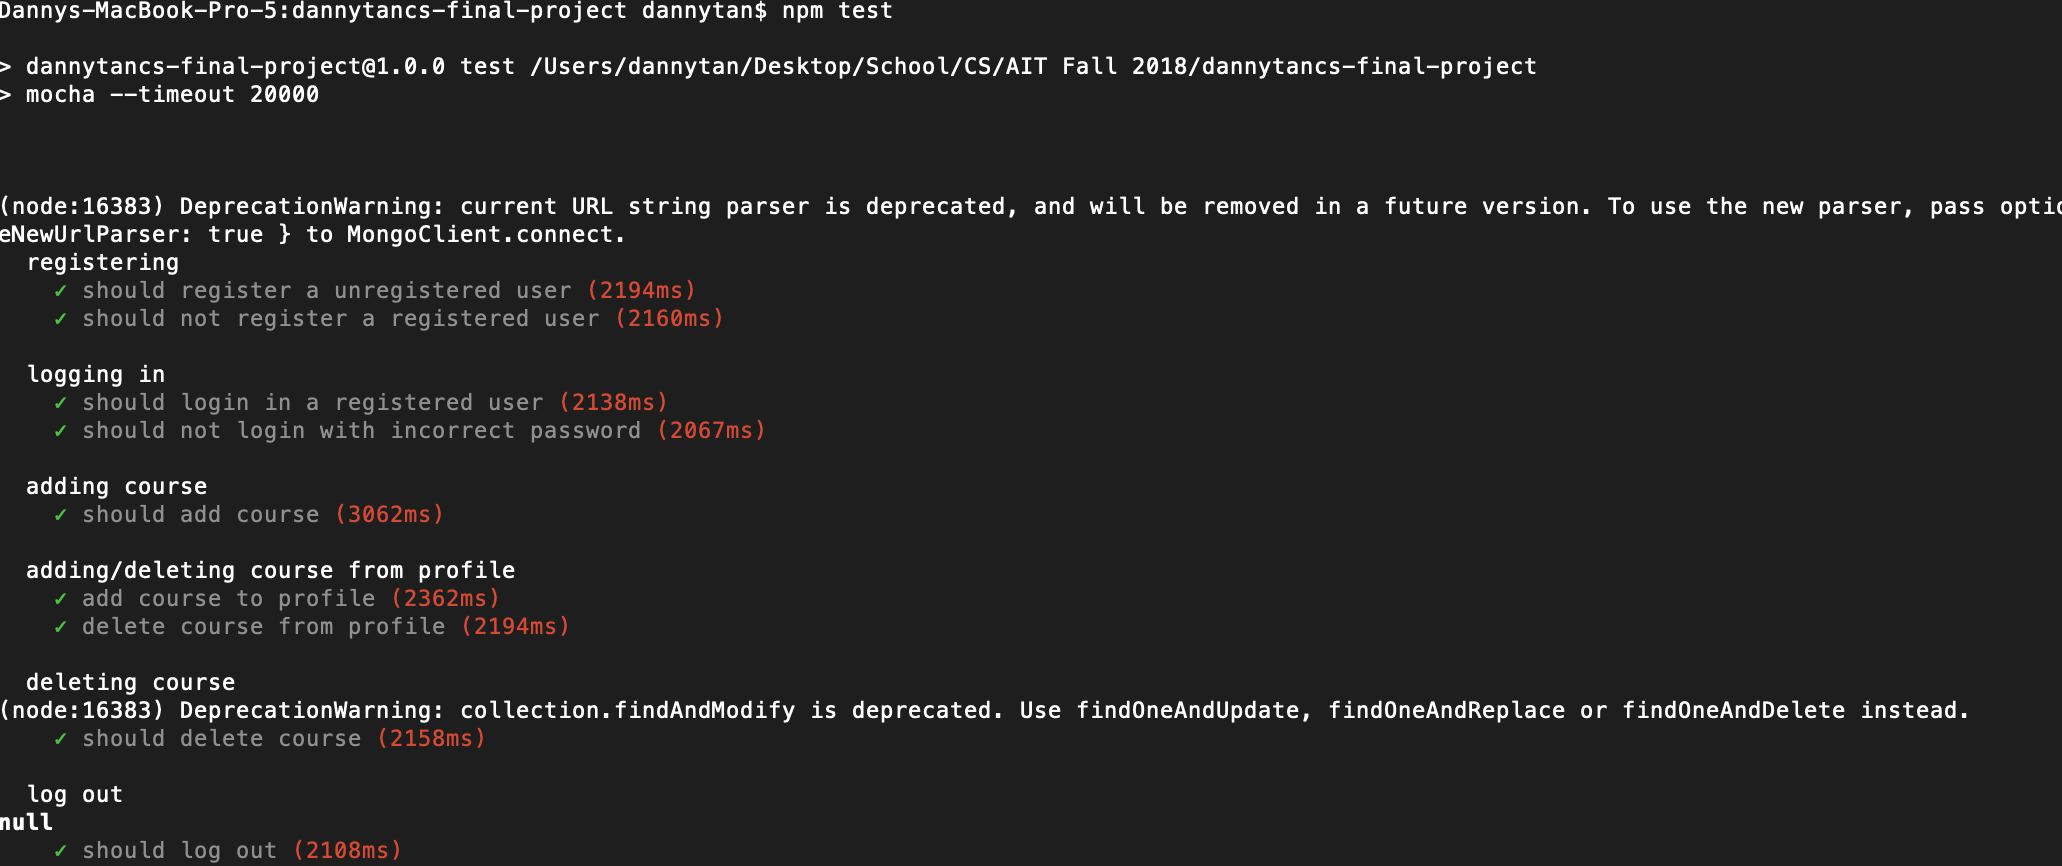 Dannys-MacBook-Pro-5:dannytancs-final-project dannytan$ npm test
> dannytancs-final-project@1.0.0 test /Users/dannytan/Desktop/School/CS/AIT Fall 2018/dannytancs-final-project
> mocha --timeout 20000
(node:16383) DeprecationWarning: current URL string parser is deprecated, and will be removed in a future version. To use the new parser, pass optio
eNewUrlParser: true } to MongoClient.connect.
registering
✓ should register a unregistered user (2194ms)
✓ should not register a registered user (2160ms)
logging in
✓ should login in a registered user (2138ms)
✓ should not login with incorrect password (2067ms)
adding course
✓ should add course (3062ms)
adding/deleting course from profile
✓ add course to profile (2362ms)
✓ delete course from profile (2194ms)
deleting course
(node:16383) DeprecationWarning: collection.findAndModify is deprecated. Use findOneAndUpdate, findOneAndReplace or findOneAndDelete instead.
✓ should delete course (2158ms)
log out
null
✓ should log out (2108ms)